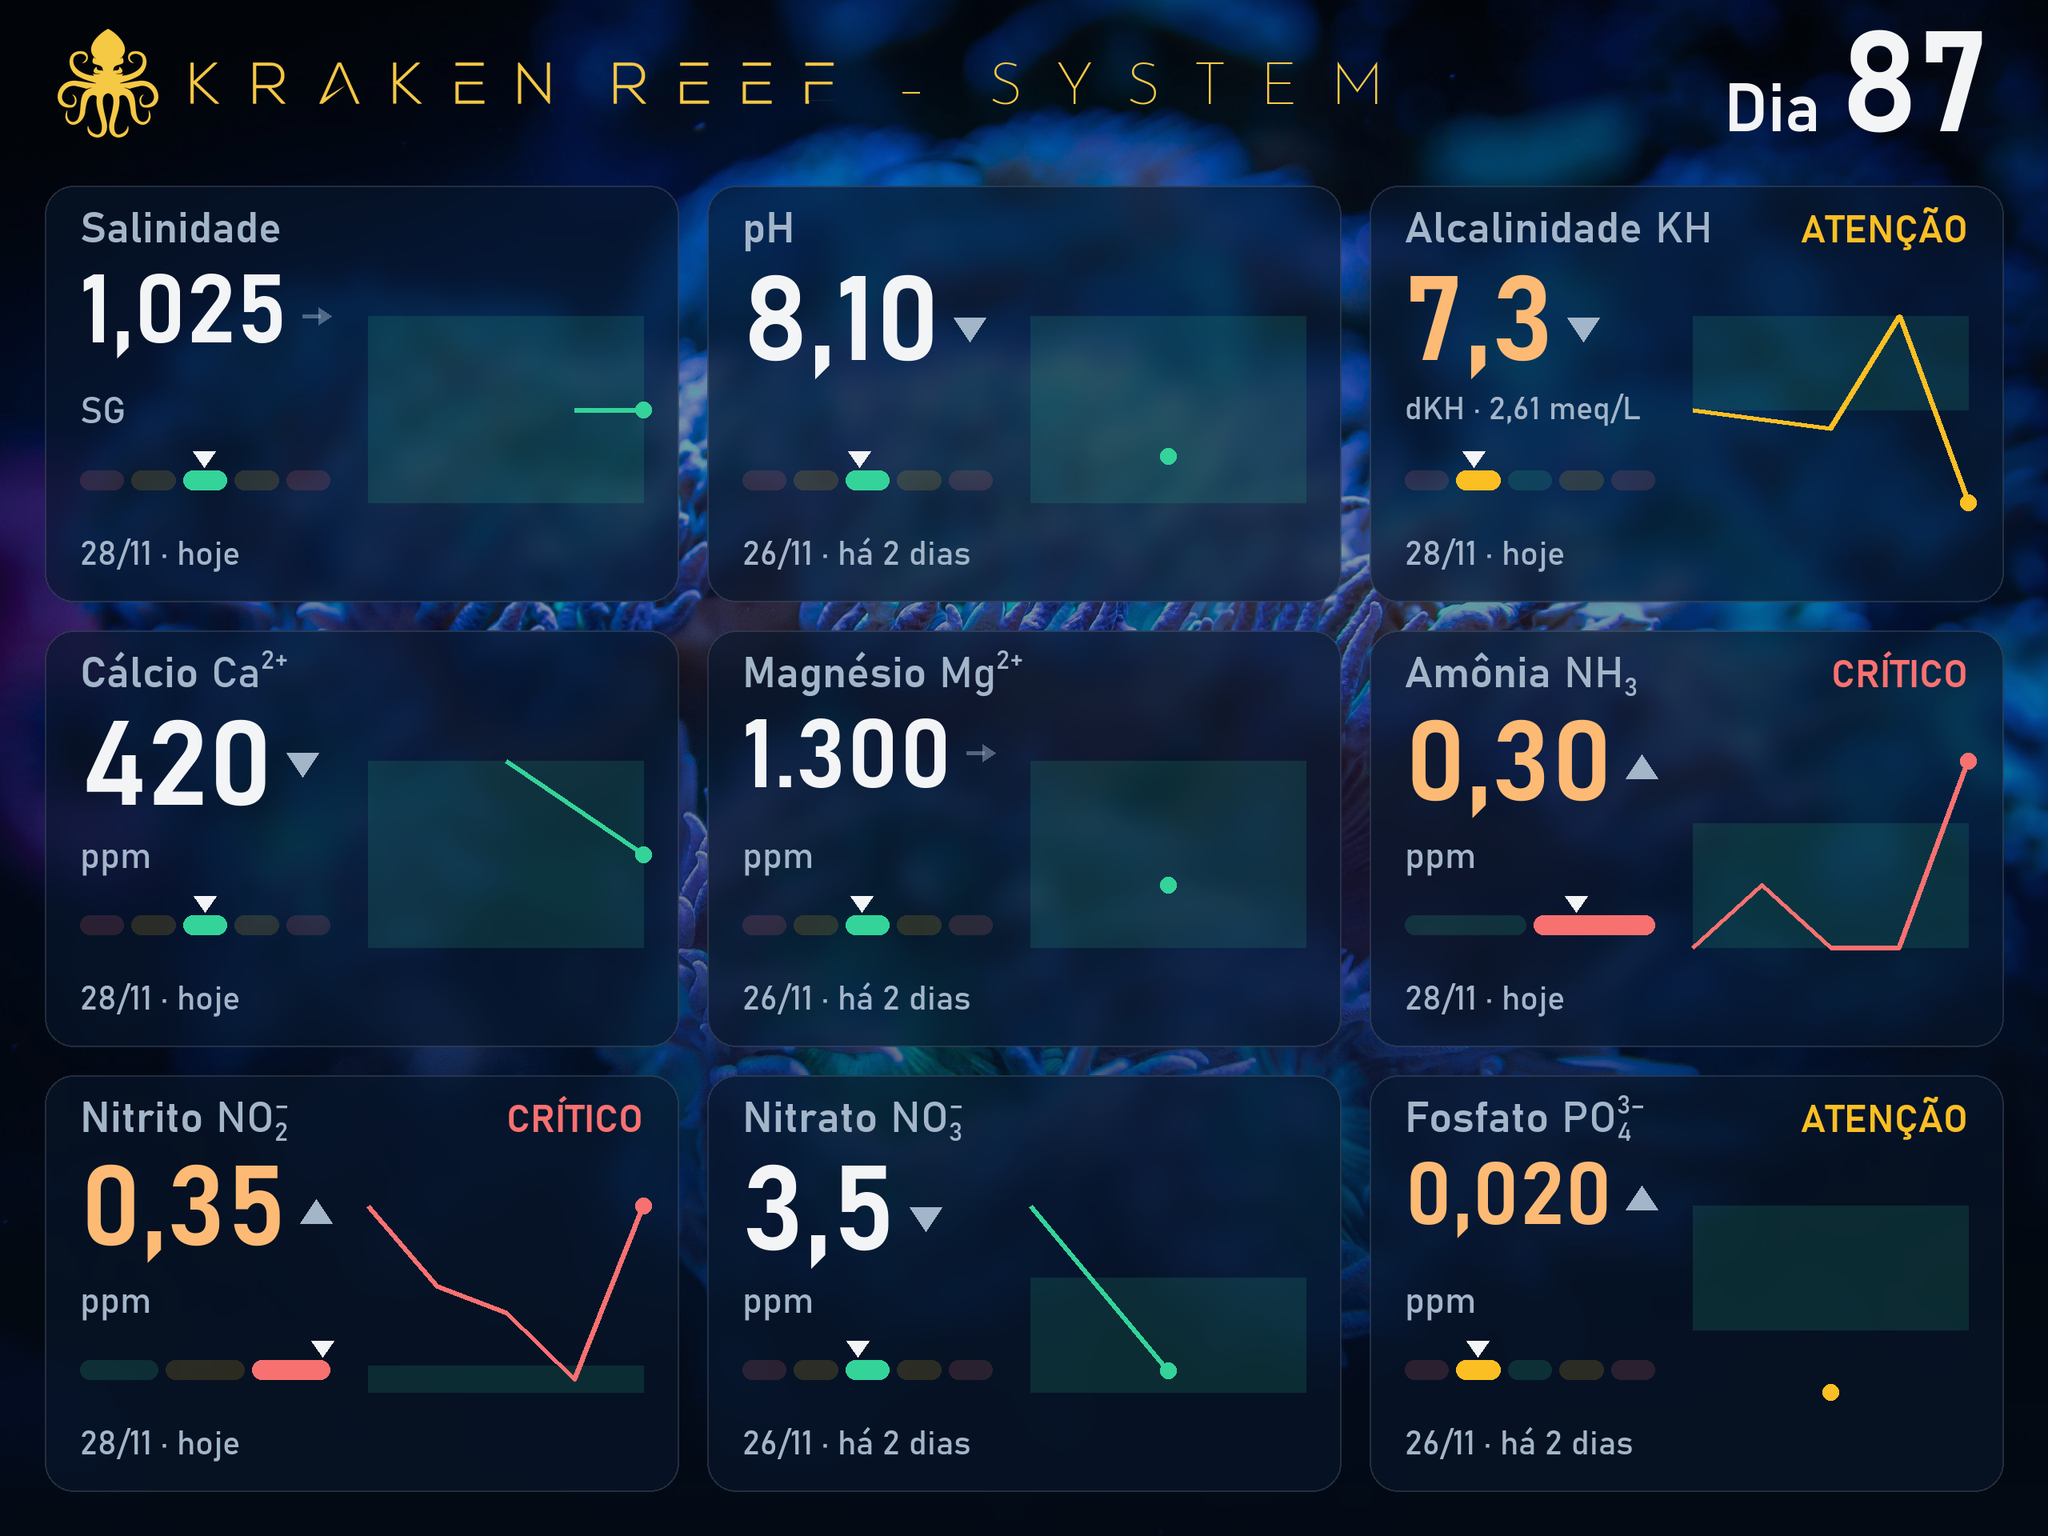 KRAKEN REEF - SYSTEM
Dia 87
Salinidade
1,025
SG
28/11 · hoje
pH
8,10
26/11 · há 2 dias
Alcalinidade KH ATENÇÃO
7,3
dKH · 2,61 meq/L
28/11 · hoje
Cálcio Ca²⁺
420
ppm
28/11 · hoje
Magnésio Mg²⁺
1.300
ppm
26/11 · há 2 dias
Amônia NH₃ CRÍTICO
0,30
ppm
28/11 · hoje
Nitrito NO₂⁻ CRÍTICO
0,35
ppm
28/11 · hoje
Nitrato NO₃⁻
3,5
ppm
26/11 · há 2 dias
Fosfato PO₄³⁻ ATENÇÃO
0,020
ppm
26/11 · há 2 dias